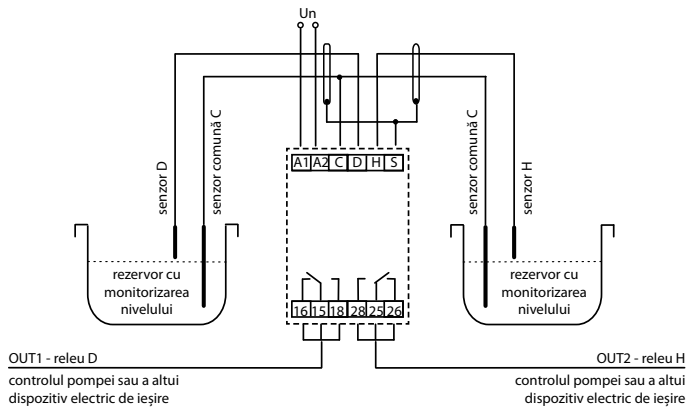 Un
senzor D
senzor comună C
senzor comună C
senzor H
A1 A2 C D H S
rezervor cu
monitorizarea
nivelului
rezervor cu
monitorizarea
nivelului
16 15 18 28 25 26
OUT1 - releu D
controlul pompei sau a altui
dispozitiv electric de ieșire
OUT2 - releu H
controlul pompei sau a altui
dispozitiv electric de ieșire